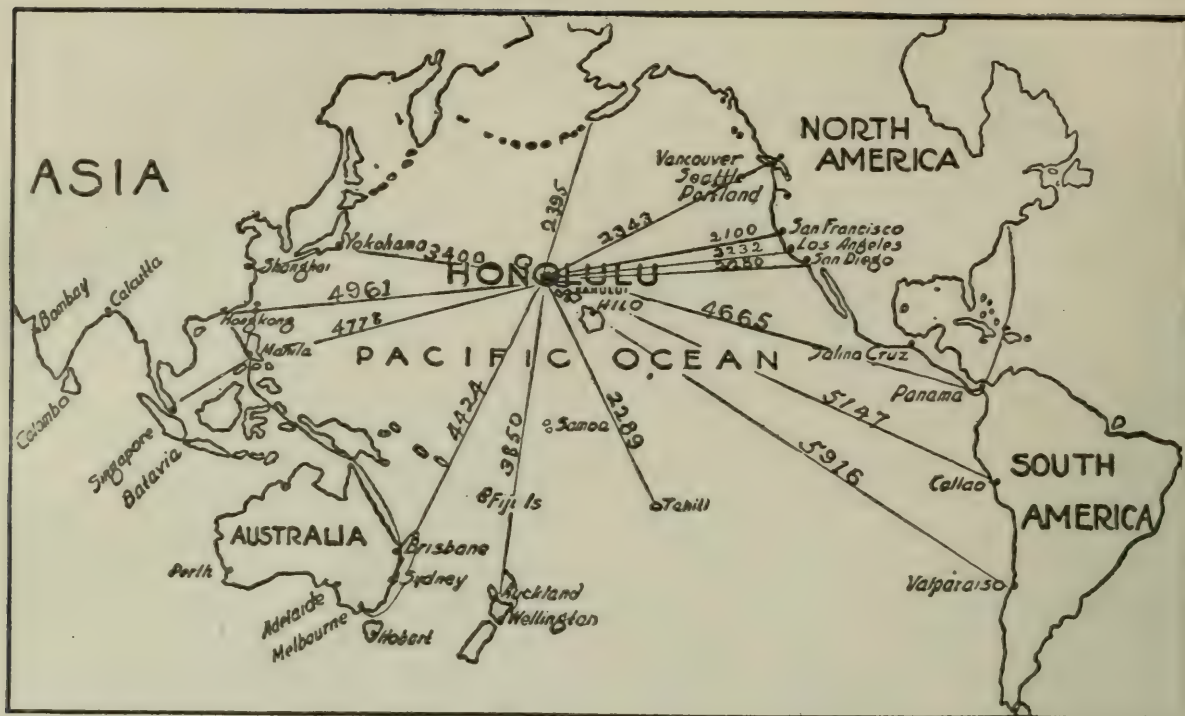 NORTH
AMERICA
ASIA
Vancouver
Seattle
Portland
2395
2343
2100
San Francisco
Los Angeles
San Diego
Yokohama
3400
Shanghai
HONOLULU
KAHULUI
HILO
Bombay
Calcutta
4961
Hongkong
4778
Manila
4665
PACIFIC OCEAN
Salina Cruz
Panama
Colombo
Singapore
Batavia
4424
3850
Samoa
2289
5147
5916
SOUTH
AMERICA
Callao
Fiji Is
Tahiti
AUSTRALIA
Brisbane
Perth
Sydney
Adelaide
Melbourne
Hobart
Auckland
Wellington
Valparaiso